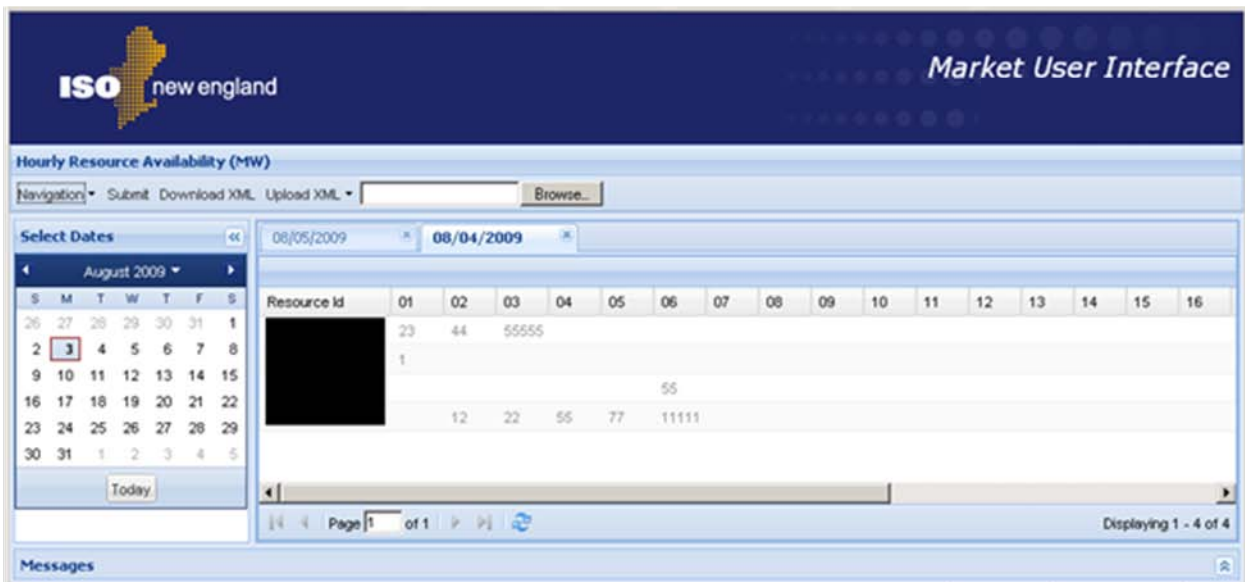 ISO new england
Market User Interface
Hourly Resource Availability (MW)
Navigation Submit Download XML Upload XML Browse...
Select Dates
August 2009
S M T W T F S
26 27 28 29 30 31 1
2 3 4 5 6 7 8
9 10 11 12 13 14 15
16 17 18 19 20 21 22
23 24 25 26 27 28 29
30 31 1 2 3 4 5
Today
08/05/2009 08/04/2009
Resource Id 01 02 03 04 05 06 07 08 09 10 11 12 13 14 15 16
23 44 55555
1
55
12 22 55 77 11111
Page 1 of 1
Displaying 1 - 4 of 4
Messages